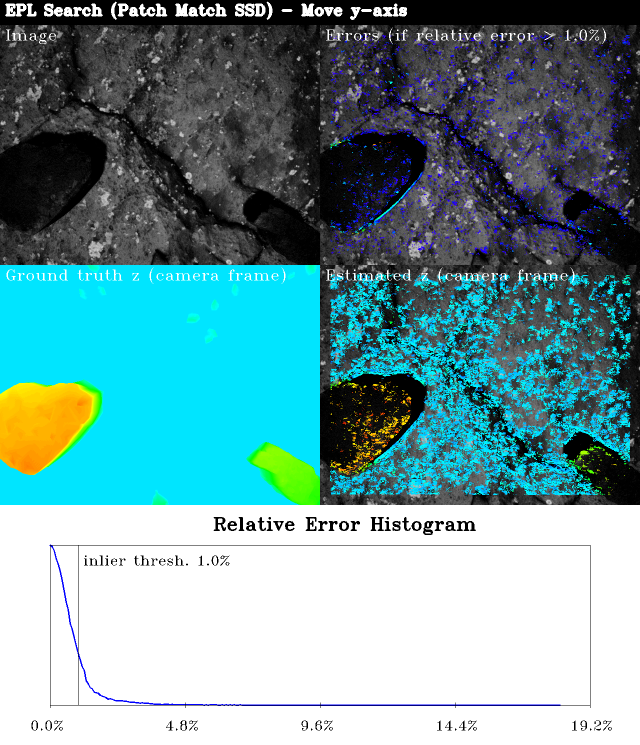 EPL Search (Patch Match SSD) - Move y-axis
Image
Errors (if relative error > 1.0%)
Ground truth z (camera frame)
Estimated z (camera frame)
Relative Error Histogram
inlier thresh. 1.0%
0.0% 4.8% 9.6% 14.4% 19.2%